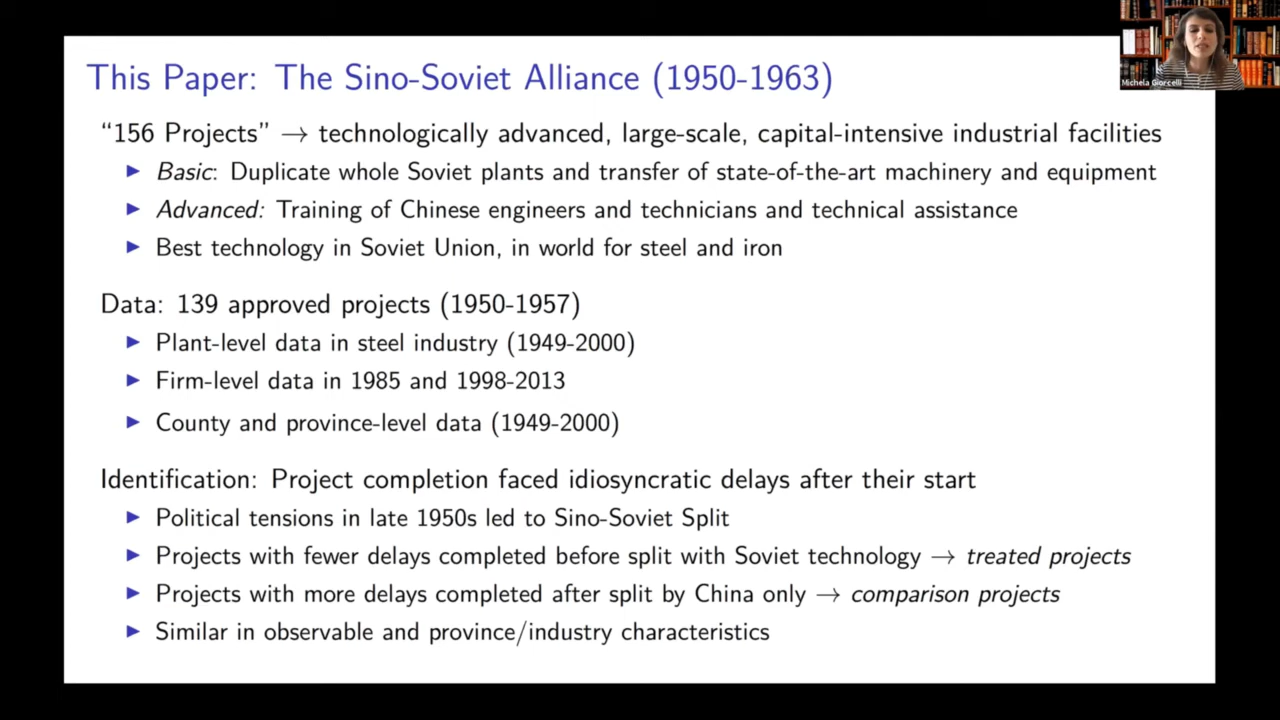 This Paper: The Sino-Soviet Alliance (1950-1963)
“156 Projects” → technologically advanced, large-scale, capital-intensive industrial facilities
▶ Basic: Duplicate whole Soviet plants and transfer of state-of-the-art machinery and equipment
▶ Advanced: Training of Chinese engineers and technicians and technical assistance
▶ Best technology in Soviet Union, in world for steel and iron
Data: 139 approved projects (1950-1957)
▶ Plant-level data in steel industry (1949-2000)
▶ Firm-level data in 1985 and 1998-2013
▶ County and province-level data (1949-2000)
Identification: Project completion faced idiosyncratic delays after their start
▶ Political tensions in late 1950s led to Sino-Soviet Split
▶ Projects with fewer delays completed before split with Soviet technology → treated projects
▶ Projects with more delays completed after split by China only → comparison projects
▶ Similar in observable and province/industry characteristics
Michela Giorcelli